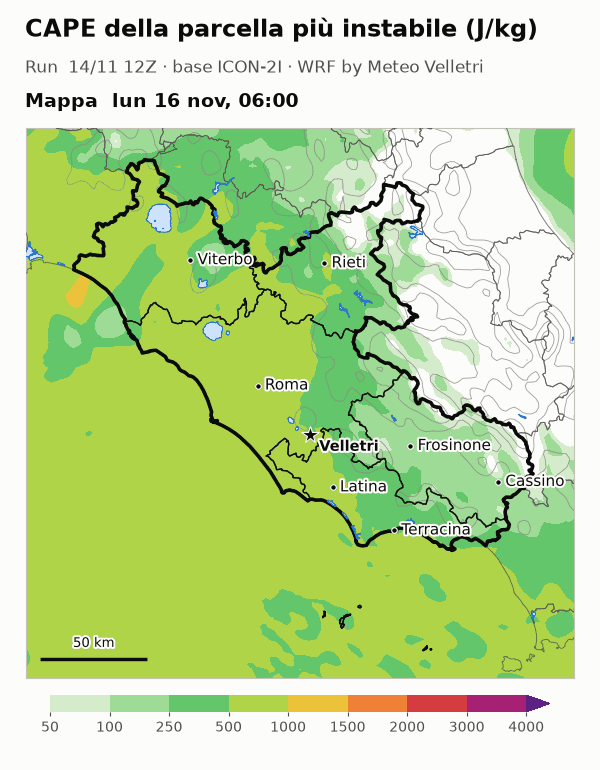 CAPE della parcella più instabile (J/kg)
Run  14/11 12Z · base ICON-2I · WRF by Meteo Velletri
Mappa  lun 16 nov, 06:00
Viterbo
Rieti
Roma
Velletri
Frosinone
Latina
Cassino
Terracina
50 km
50 100 250 500 1000 1500 2000 3000 4000